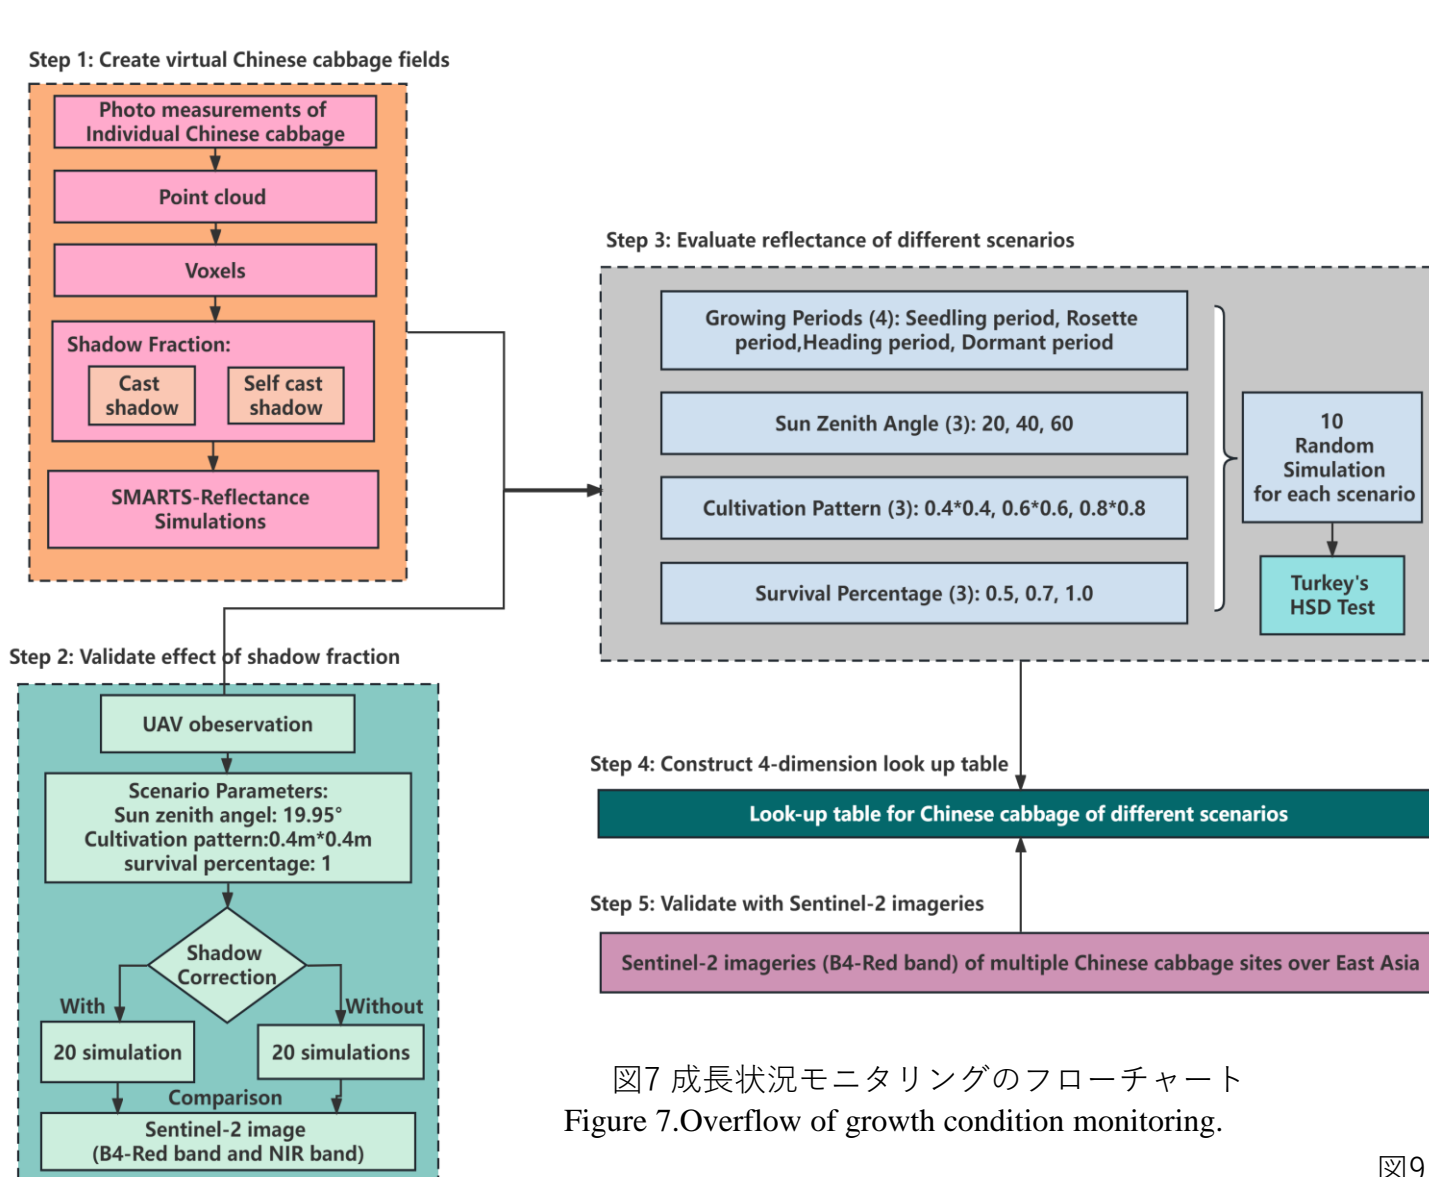 Step 1: Create virtual Chinese cabbage fields
Photo measurements of
Individual Chinese cabbage
Point cloud
Voxels
Shadow Fraction:
Cast
shadow
Self cast
shadow
SMARTS-Reflectance
Simulations
Step 2: Validate effect of shadow fraction
UAV obeservation
Scenario Parameters:
Sun zenith angel: 19.95°
Cultivation pattern:0.4m*0.4m
survival percentage: 1
Shadow
Correction
With
Without
20 simulation
20 simulations
Comparison
Sentinel-2 image
(B4-Red band and NIR band)
Step 3: Evaluate reflectance of different scenarios
Growing Periods (4): Seedling period, Rosette
period,Heading period, Dormant period
Sun Zenith Angle (3): 20, 40, 60
Cultivation Pattern (3): 0.4*0.4, 0.6*0.6, 0.8*0.8
Survival Percentage (3): 0.5, 0.7, 1.0
10
Random
Simulation
for each scenario
Turkey's
HSD Test
Step 4: Construct 4-dimension look up table
Look-up table for Chinese cabbage of different scenarios
Step 5: Validate with Sentinel-2 imageries
Sentinel-2 imageries (B4-Red band) of multiple Chinese cabbage sites over East Asia
図7 成長状況モニタリングのフローチャート
Figure 7.Overflow of growth condition monitoring.
図9